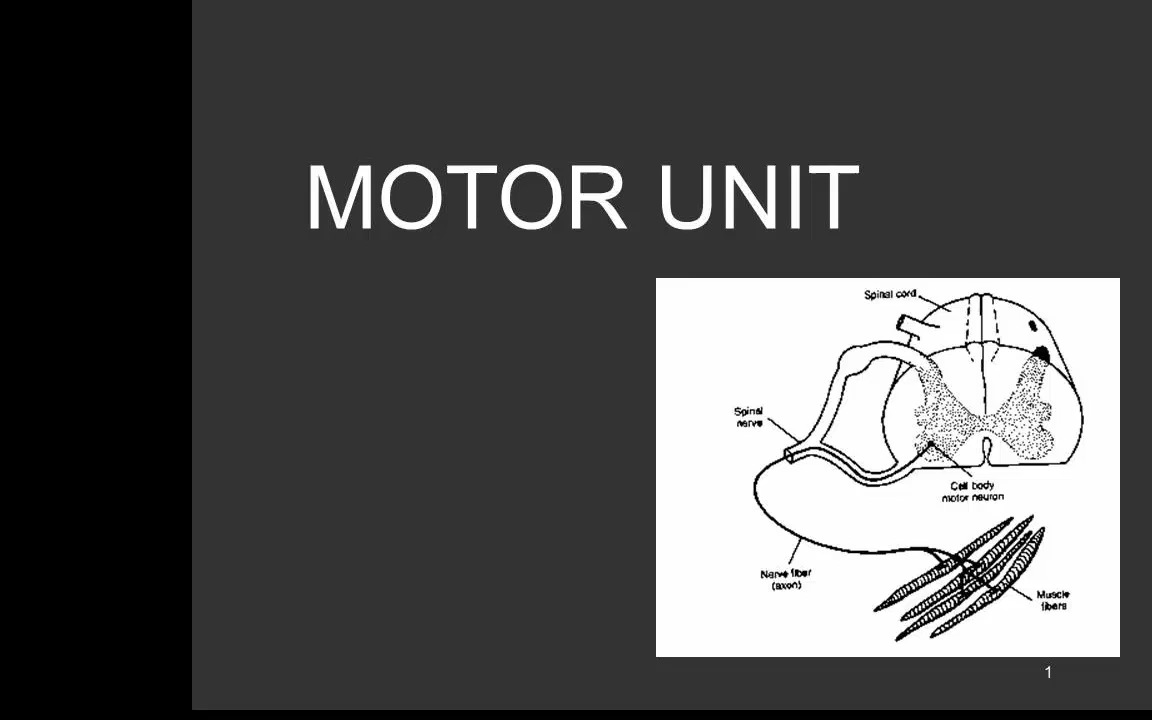 MOTOR UNIT
Spinal cord
Spinal
nerve
Cell body
motor neuron
Nerve fiber
(axon)
Muscle
fibers
1